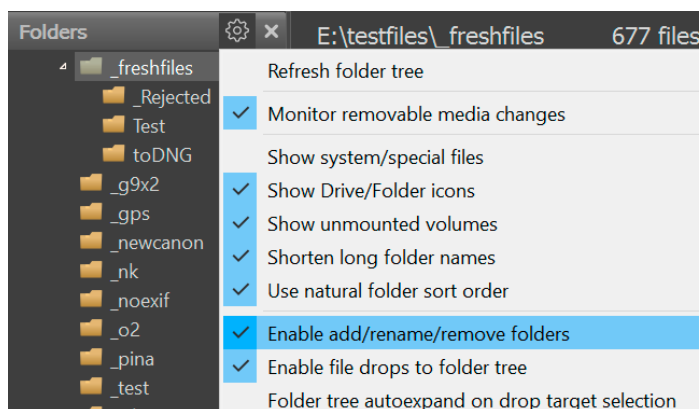 Folders
E:\testfiles\_freshfiles 677 files
_freshfiles
_Rejected
Test
toDNG
_g9x2
_gps
_newcanon
_nk
_noexif
_o2
_pina
_test
Refresh folder tree
Monitor removable media changes
Show system/special files
Show Drive/Folder icons
Show unmounted volumes
Shorten long folder names
Use natural folder sort order
Enable add/rename/remove folders
Enable file drops to folder tree
Folder tree autoexpand on drop target selection